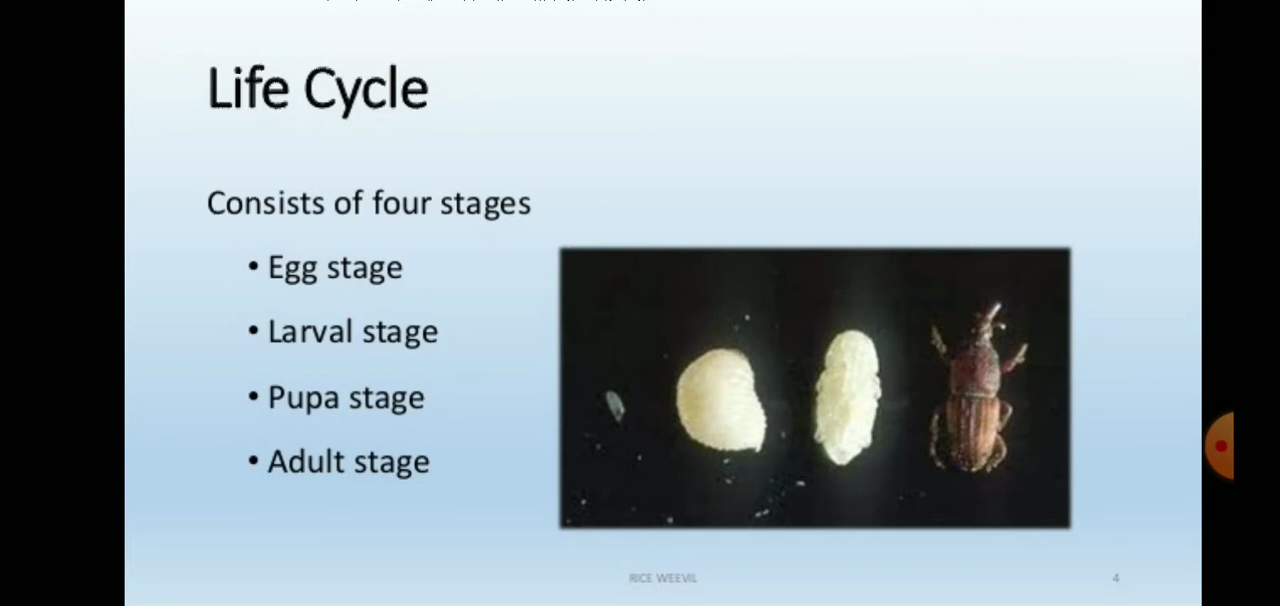 Life Cycle
Consists of four stages
• Egg stage
• Larval stage
• Pupa stage
• Adult stage
RICE WEEVIL
4